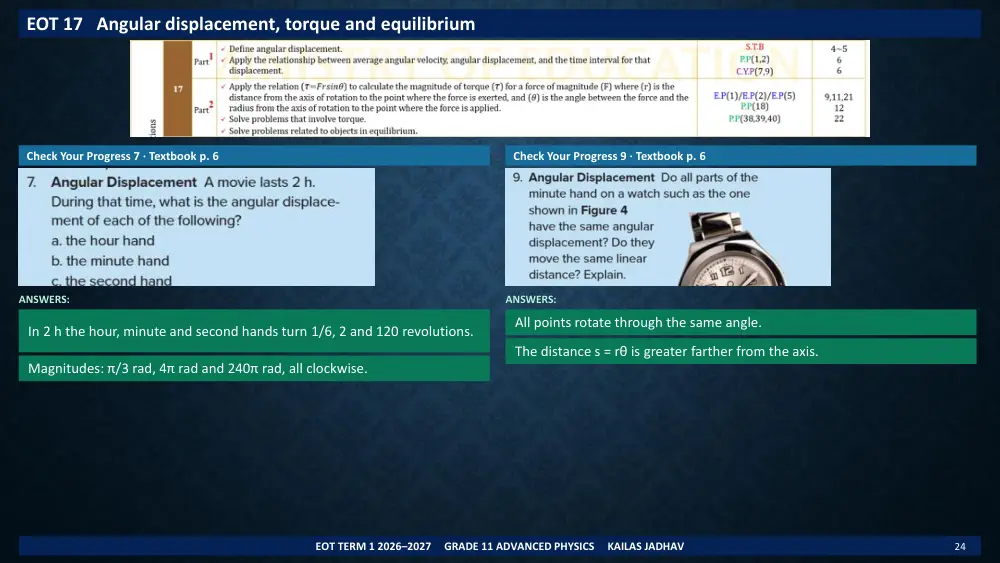 EOT 17 Angular displacement, torque and equilibrium
17
Part1
✓ Define angular displacement.
✓ Apply the relationship between average angular velocity, angular displacement, and the time interval for that
displacement.
S.T.B
P.P(1,2)
C.Y.P(7,9)
4~5
6
6
Part2
✓ Apply the relation (τ=Frsinθ) to calculate the magnitude of torque (τ) for a force of magnitude (F) where (r) is the
distance from the axis of rotation to the point where the force is exerted, and (θ) is the angle between the force and the
radius from the axis of rotation to the point where the force is applied.
✓ Solve problems that involve torque.
✓ Solve problems related to objects in equilibrium.
E.P(1)/E.P(2)/E.P(5)
P.P(18)
P.P(38,39,40)
9,11,21
12
22
Check Your Progress 7 · Textbook p. 6
7. Angular Displacement A movie lasts 2 h.
During that time, what is the angular displace-
ment of each of the following?
a. the hour hand
b. the minute hand
c. the second hand
ANSWERS:
In 2 h the hour, minute and second hands turn 1/6, 2 and 120 revolutions.
Magnitudes: π/3 rad, 4π rad and 240π rad, all clockwise.
Check Your Progress 9 · Textbook p. 6
9. Angular Displacement Do all parts of the
minute hand on a watch such as the one
shown in Figure 4
have the same angular
displacement? Do they
move the same linear
distance? Explain.
ANSWERS:
All points rotate through the same angle.
The distance s = rθ is greater farther from the axis.
EOT TERM 1 2026–2027 GRADE 11 ADVANCED PHYSICS KAILAS JADHAV
24